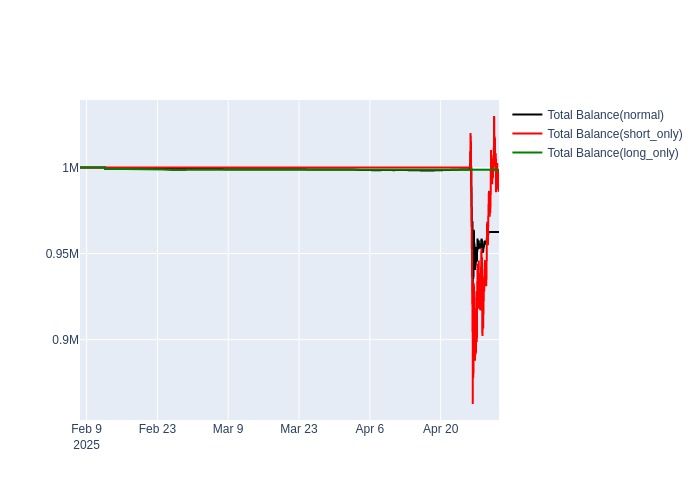 Total Balance(normal)
Total Balance(short_only)
Total Balance(long_only)
1M
0.95M
0.9M
Feb 9
2025
Feb 23
Mar 9
Mar 23
Apr 6
Apr 20